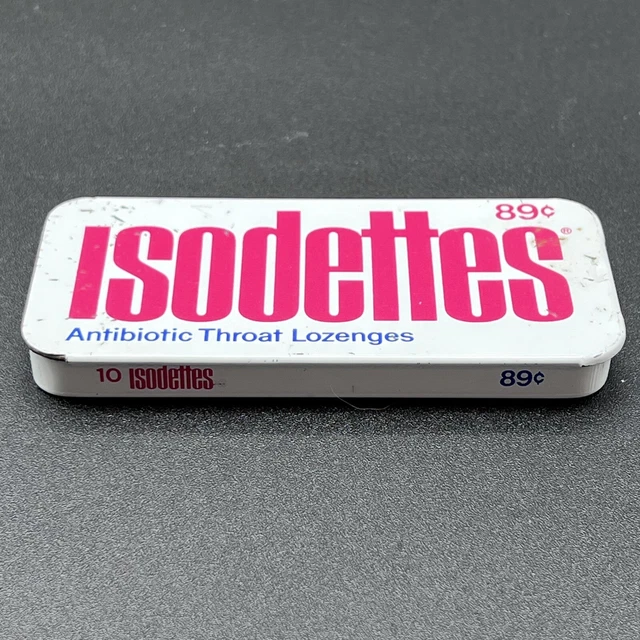 89¢
Isodettes®
Antibiotic Throat Lozenges
10 Isodettes 89¢